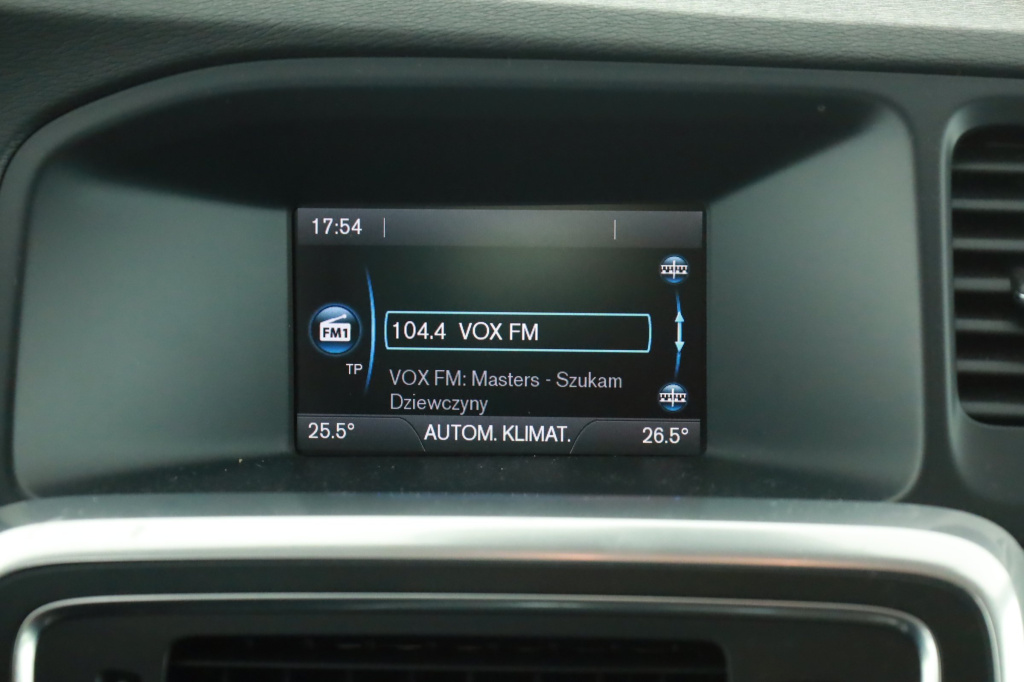 17:54
FM1
104.4 VOX FM
TP
VOX FM: Masters - Szukam
Dziewczyny
25.5° AUTOM. KLIMAT. 26.5°